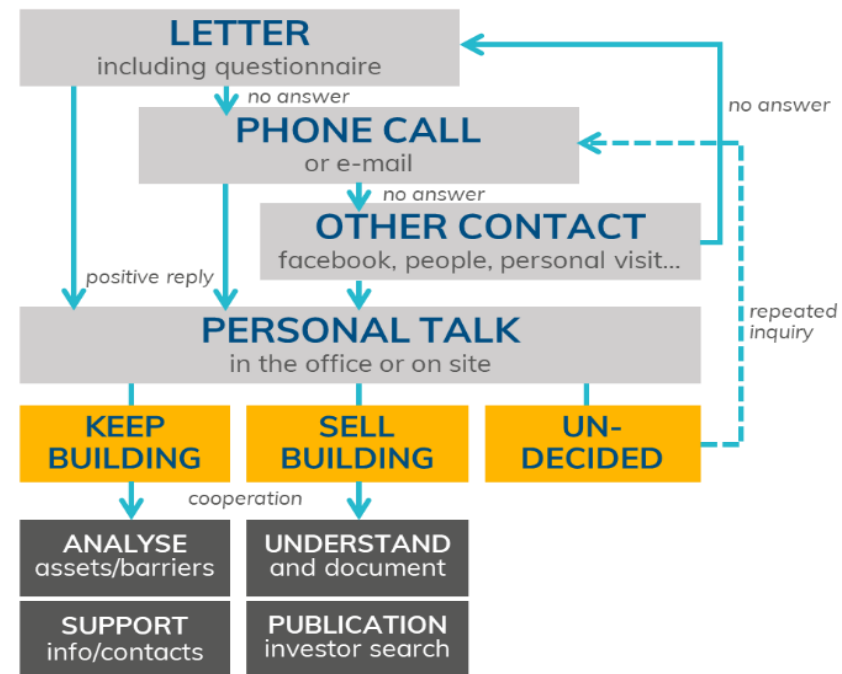 LETTER
including questionnaire
no answer
no answer
PHONE CALL
or e-mail
no answer
OTHER CONTACT
facebook, people, personal visit...
positive reply
repeated
inquiry
PERSONAL TALK
in the office or on site
KEEP
BUILDING
SELL
BUILDING
UN-
DECIDED
cooperation
ANALYSE
assets/barriers
UNDERSTAND
and document
SUPPORT
info/contacts
PUBLICATION
investor search